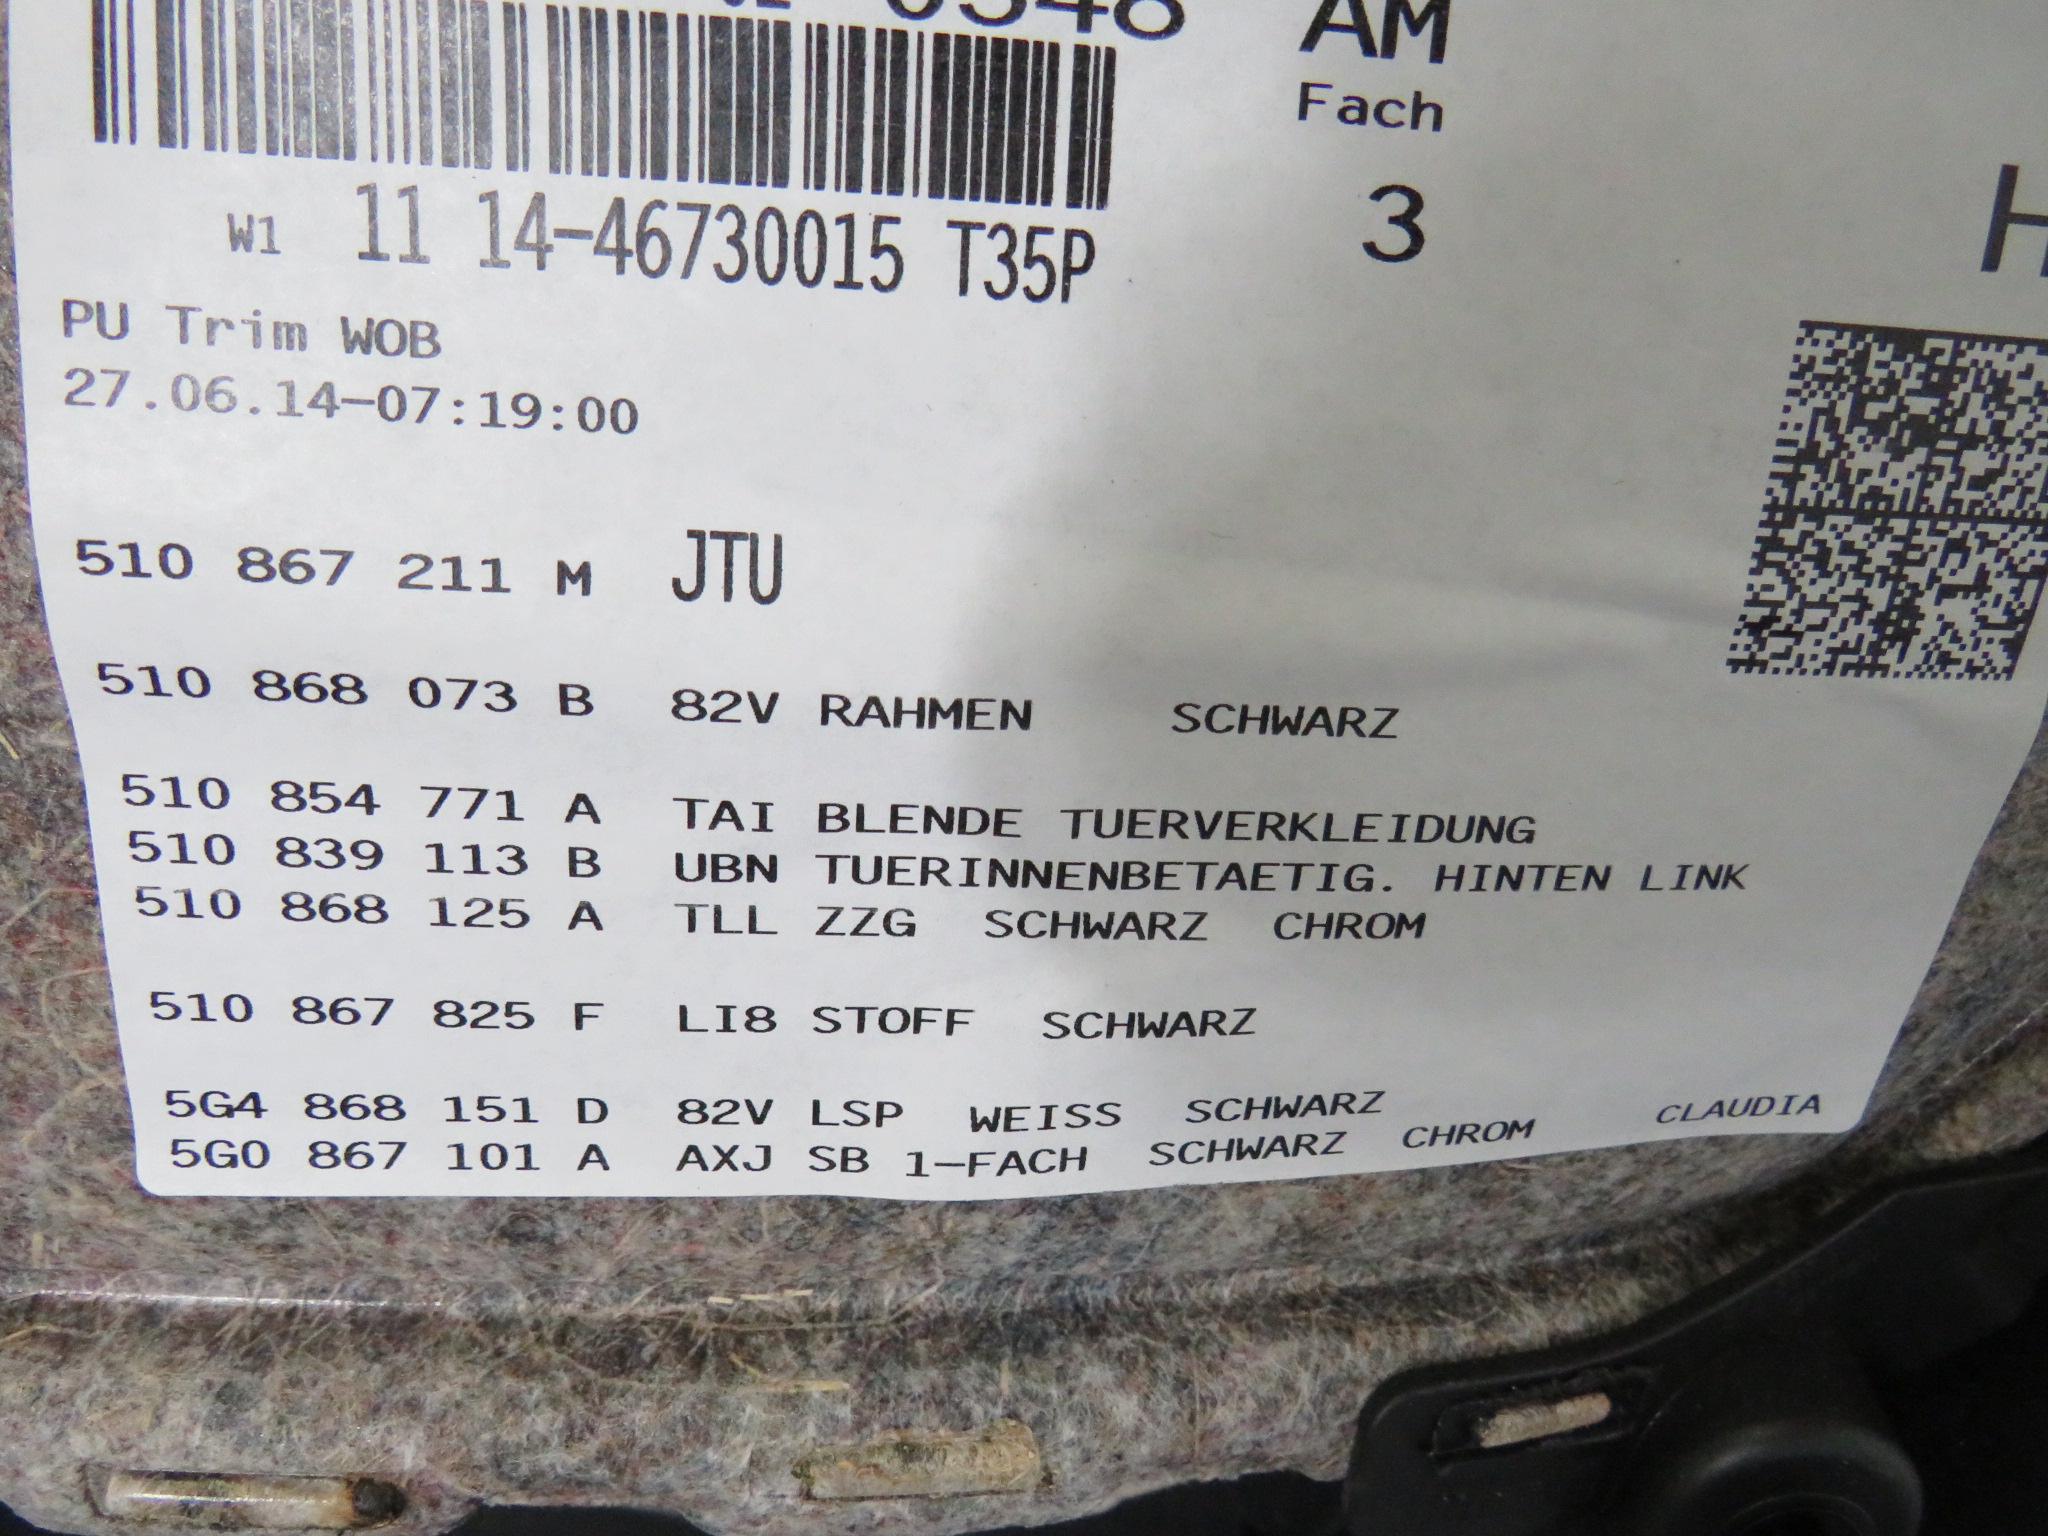 0348 AM
Fach
3
H
W1 11 14-46730015 T35P
PU Trim WOB
27.06.14-07:19:00
510 867 211 M JTU
510 868 073 B 82V RAHMEN SCHWARZ
510 854 771 A TAI BLENDE TUERVERKLEIDUNG
510 839 113 B UBN TUERINNENBETAETIG. HINTEN LINK
510 868 125 A TLL ZZG SCHWARZ CHROM
510 867 825 F LI8 STOFF SCHWARZ
5G4 868 151 D 82V LSP WEISS SCHWARZ CLAUDIA
5G0 867 101 A AXJ SB 1-FACH SCHWARZ CHROM